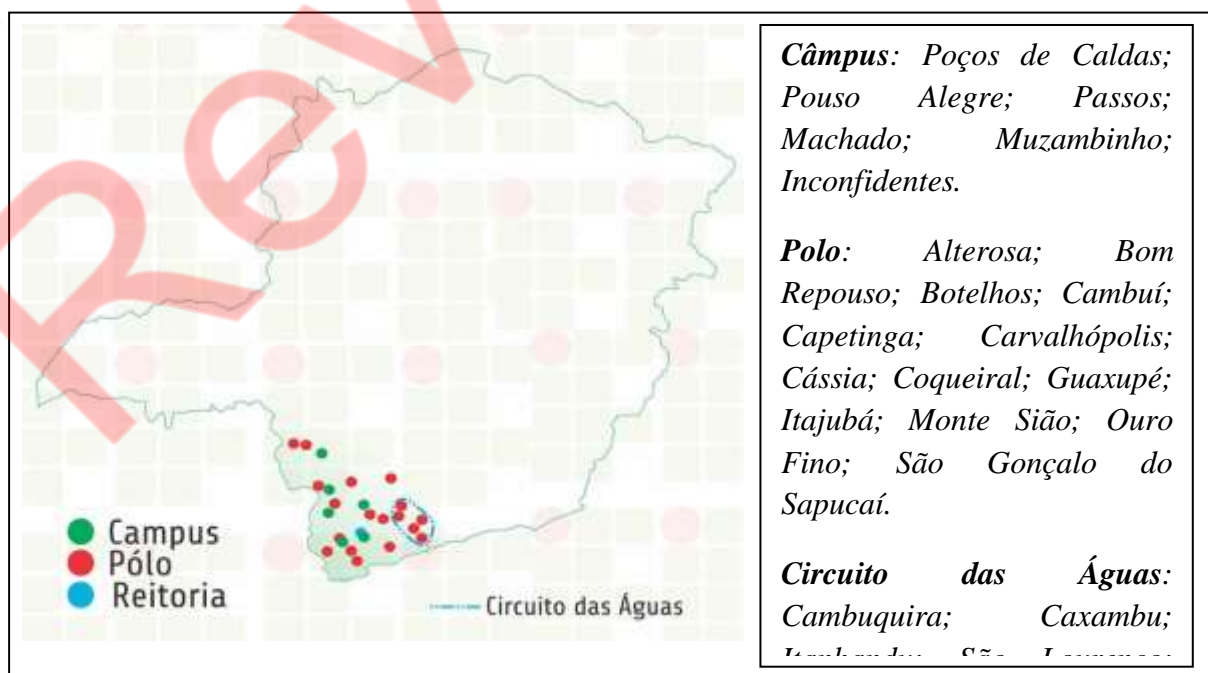 Rev
Campus
Pólo
Reitoria
Circuito das Águas
Câmpus: Poços de Caldas;
Pouso Alegre; Passos;
Machado; Muzambinho;
Inconfidentes.
Polo: Alterosa; Bom
Repouso; Botelhos; Cambuí;
Capetinga; Carvalhópolis;
Cássia; Coqueiral; Guaxupé;
Itajubá; Monte Sião; Ouro
Fino; São Gonçalo do
Sapucaí.
Circuito das Águas:
Cambuquira; Caxambu;